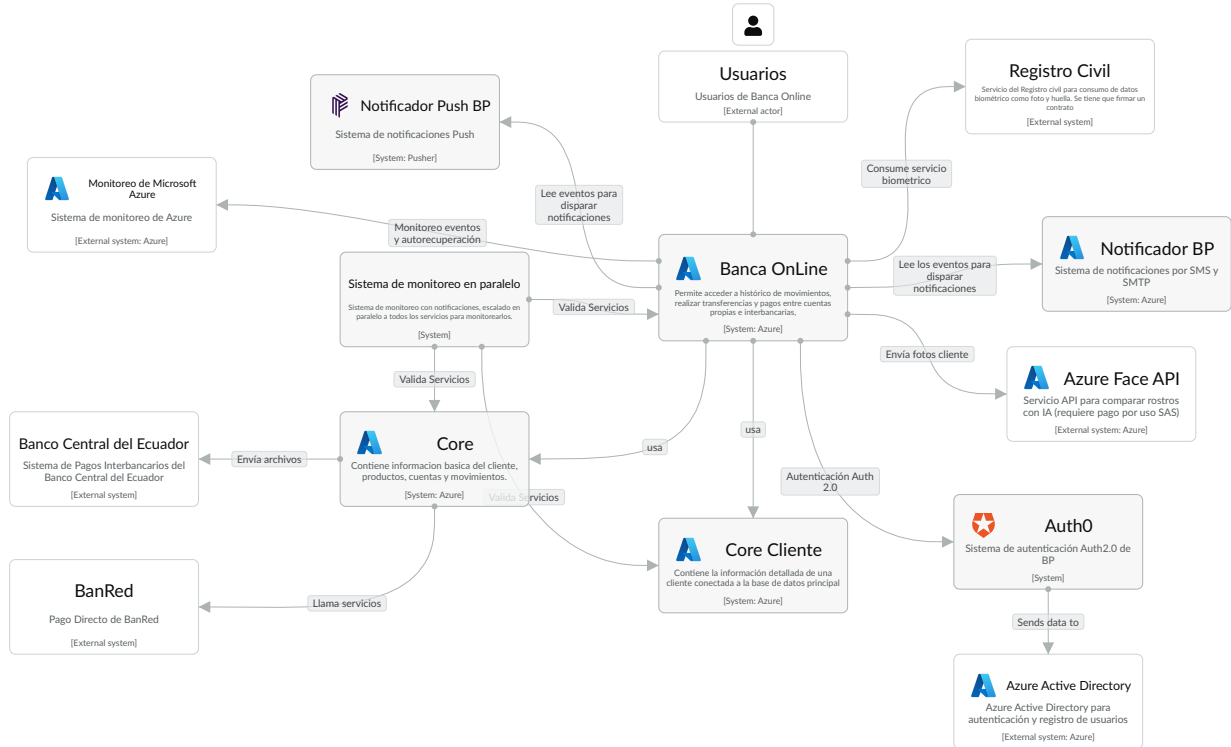 Usuarios
Usuarios de Banca Online
[External actor]
Registro Civil
Servicio del Registro civil para consumo de datos
biométrico como foto y huella. Se tiene que firmar un
contrato
[External system]
Notificador Push BP
Sistema de notificaciones Push
[System: Pusher]
Monitoreo de Microsoft
Azure
Sistema de monitoreo de Azure
[External system: Azure]
Consume servicio
biometrico
Lee eventos para
disparar
notificaciones
Monitoreo eventos
y autorecuperación
Banca OnLine
Permite acceder a histórico de movimientos,
realizar transferencias y pagos entre cuentas
propias e interbancarias,
[System: Azure]
Lee los eventos para
disparar
notificaciones
Notificador BP
Sistema de notificaciones por SMS y
SMTP
[System: Azure]
Sistema de monitoreo en paralelo
Sistema de monitoreo con notificaciones, escalado en
paralelo a todos los servicios para monitorearlos.
[System]
Valida Servicios
Envía fotos cliente
Azure Face API
Servicio API para comparar rostros
con IA (requiere pago por uso SAS)
[External system: Azure]
Valida Servicios
Banco Central del Ecuador
Sistema de Pagos Interbancarios del
Banco Central del Ecuador
[External system]
Envía archivos
Core
Contiene informacion basica del cliente,
productos, cuentas y movimientos.
[System: Azure]
usa
usa
Valida Servicios
Autenticación Auth
2.0
Core Cliente
Contiene la información detallada de una
cliente conectada a la base de datos principal
[System: Azure]
Auth0
Sistema de autenticación Auth2.0 de
BP
[System]
BanRed
Pago Directo de BanRed
[External system]
Llama servicios
Sends data to
Azure Active Directory
Azure Active Directory para
autenticación y registro de usuarios
[External system: Azure]